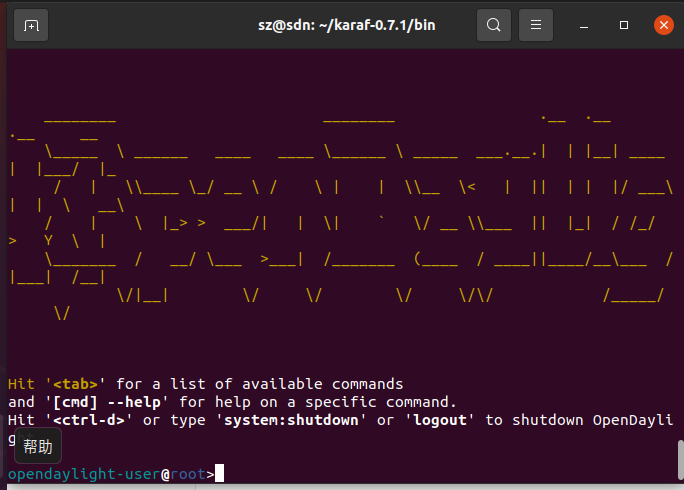 sz@sdn: ~/karaf-0.7.1/bin
Hit '<tab>' for a list of available commands
and '[cmd] --help' for help on a specific command.
Hit '<ctrl-d>' or type 'system:shutdown' or 'logout' to shutdown OpenDayli
g
帮助
opendaylight-user@root>